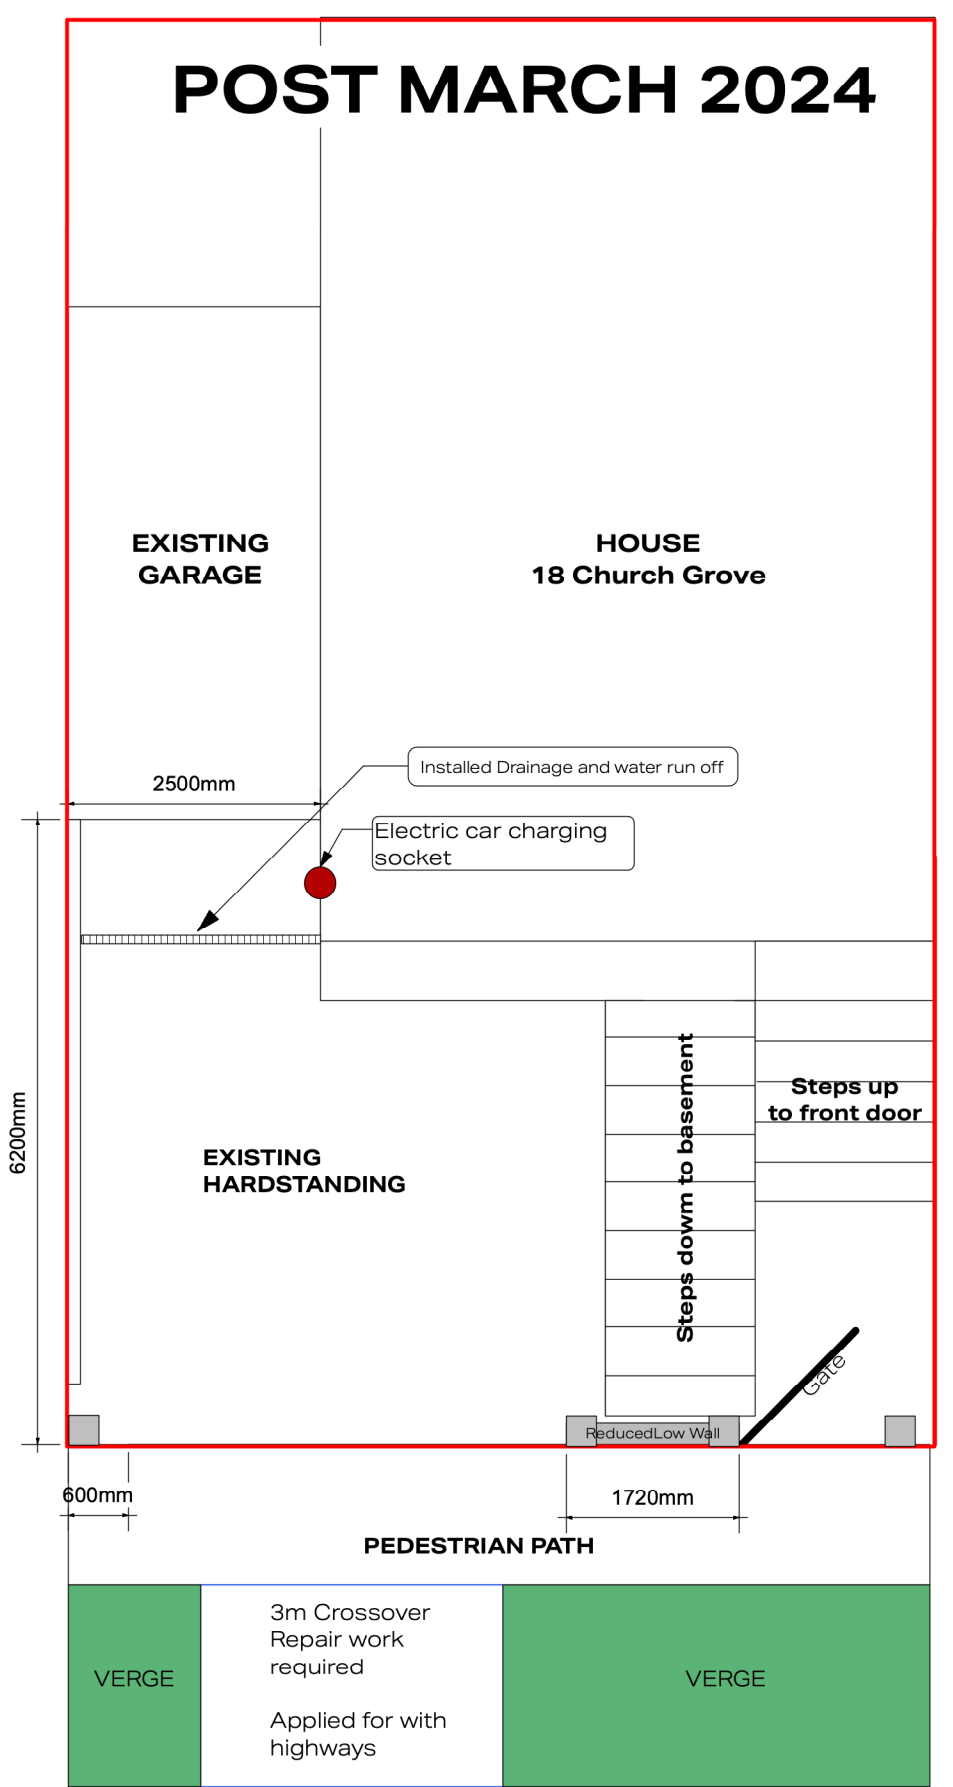 POST MARCH 2024
EXISTING
GARAGE
HOUSE
18 Church Grove
2500mm
Installed Drainage and water run off
Electric car charging
socket
6200mm
EXISTING
HARDSTANDING
Steps dowm to basement
Steps up
to front door
Gate
ReducedLow Wall
600mm
1720mm
PEDESTRIAN PATH
VERGE
3m Crossover
Repair work
required
Applied for with
highways
VERGE